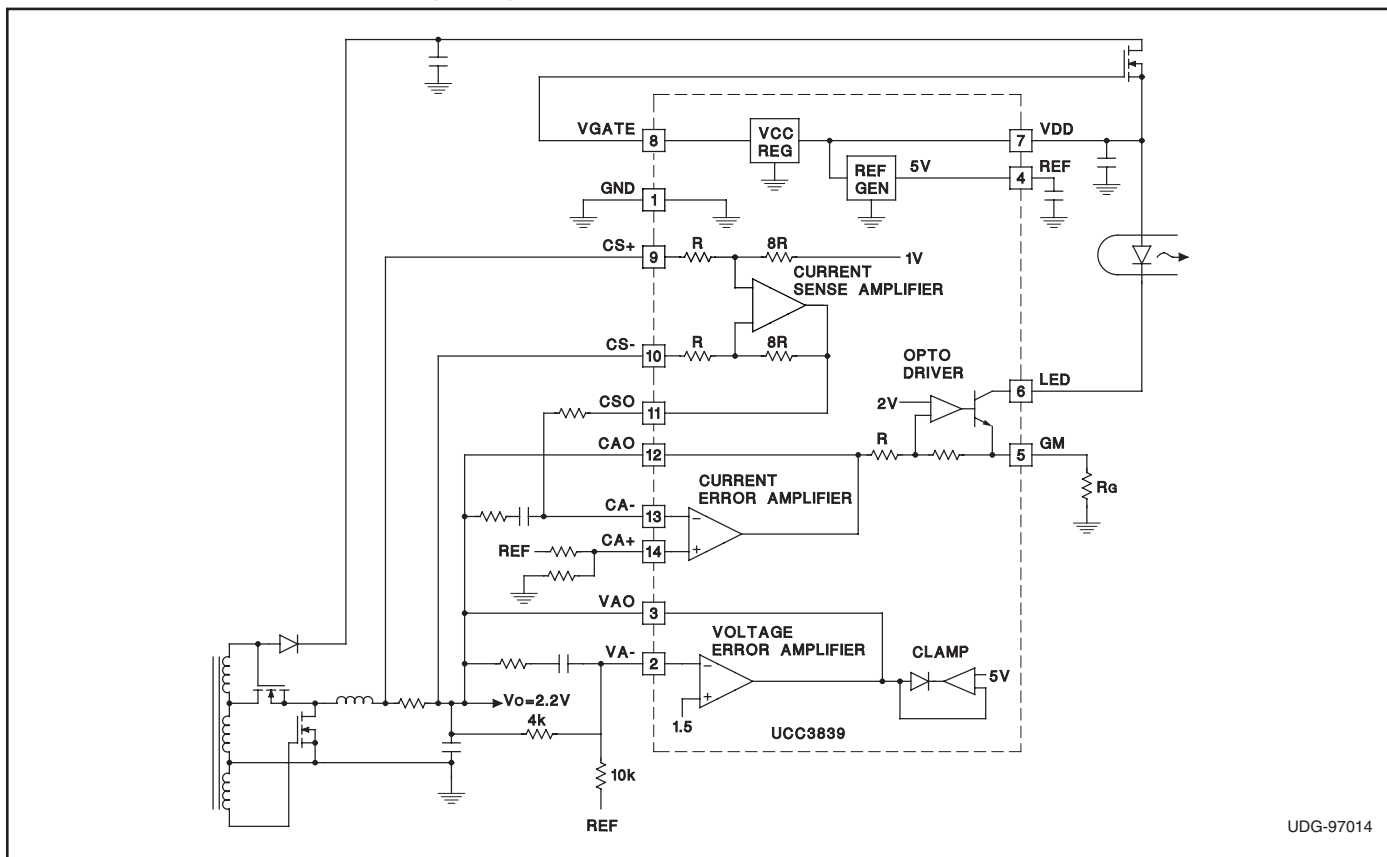 VGATE
8
VCC
REG
7
VDD
REF
GEN
5V
4
REF
GND
1
CS+
9
R
8R
1V
CURRENT
SENSE AMPLIFIER
CS-
10
R
8R
OPTO
DRIVER
6
LED
2V
CSO
11
CAO
12
R
5
GM
RG
CURRENT
ERROR AMPLIFIER
CA-
13
REF
CA+
14
VAO
3
VOLTAGE
ERROR AMPLIFIER
CLAMP
VA-
2
5V
Vo=2.2V
4k
1.5
UCC3839
10k
REF
UDG-97014